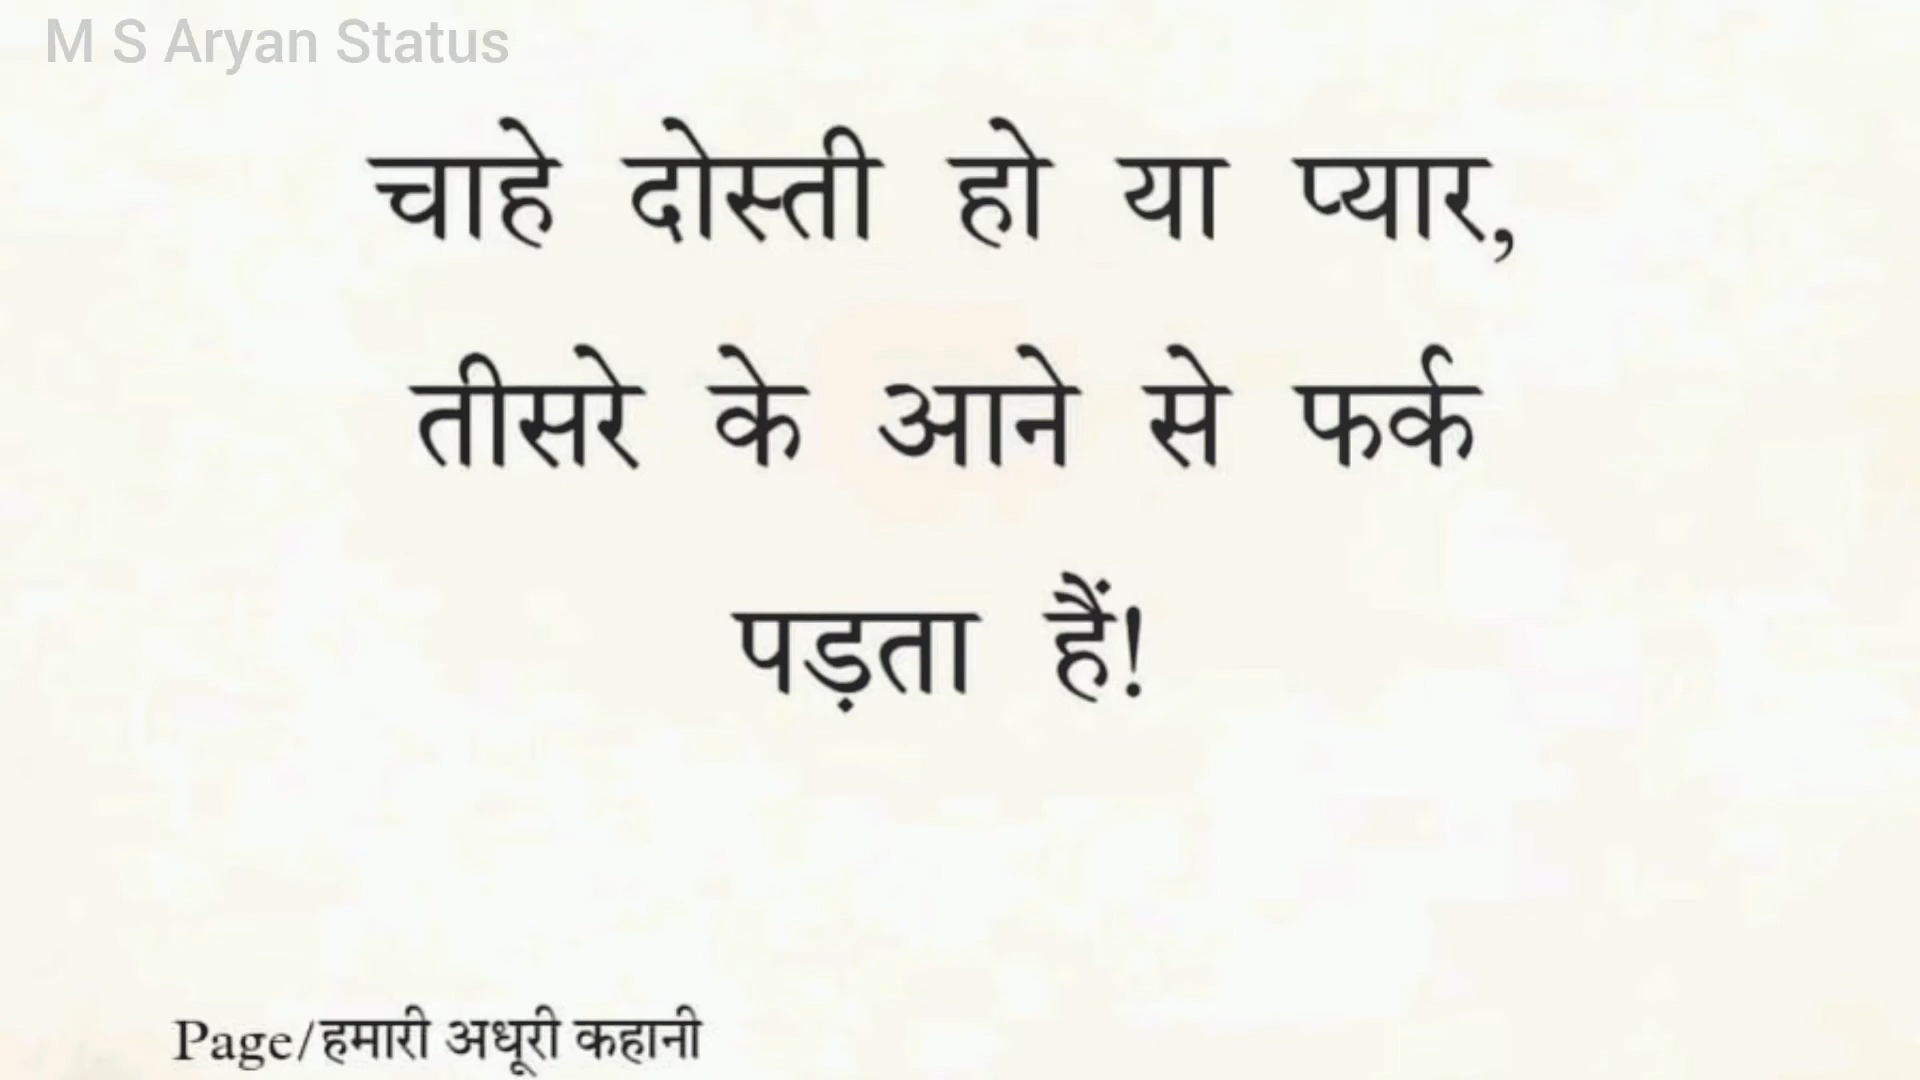 M S Aryan Status
चाहे दोस्ती हो या प्यार,
तीसरे के आने से फर्क
पड़ता हैं!
Page/हमारी अधूरी कहानी